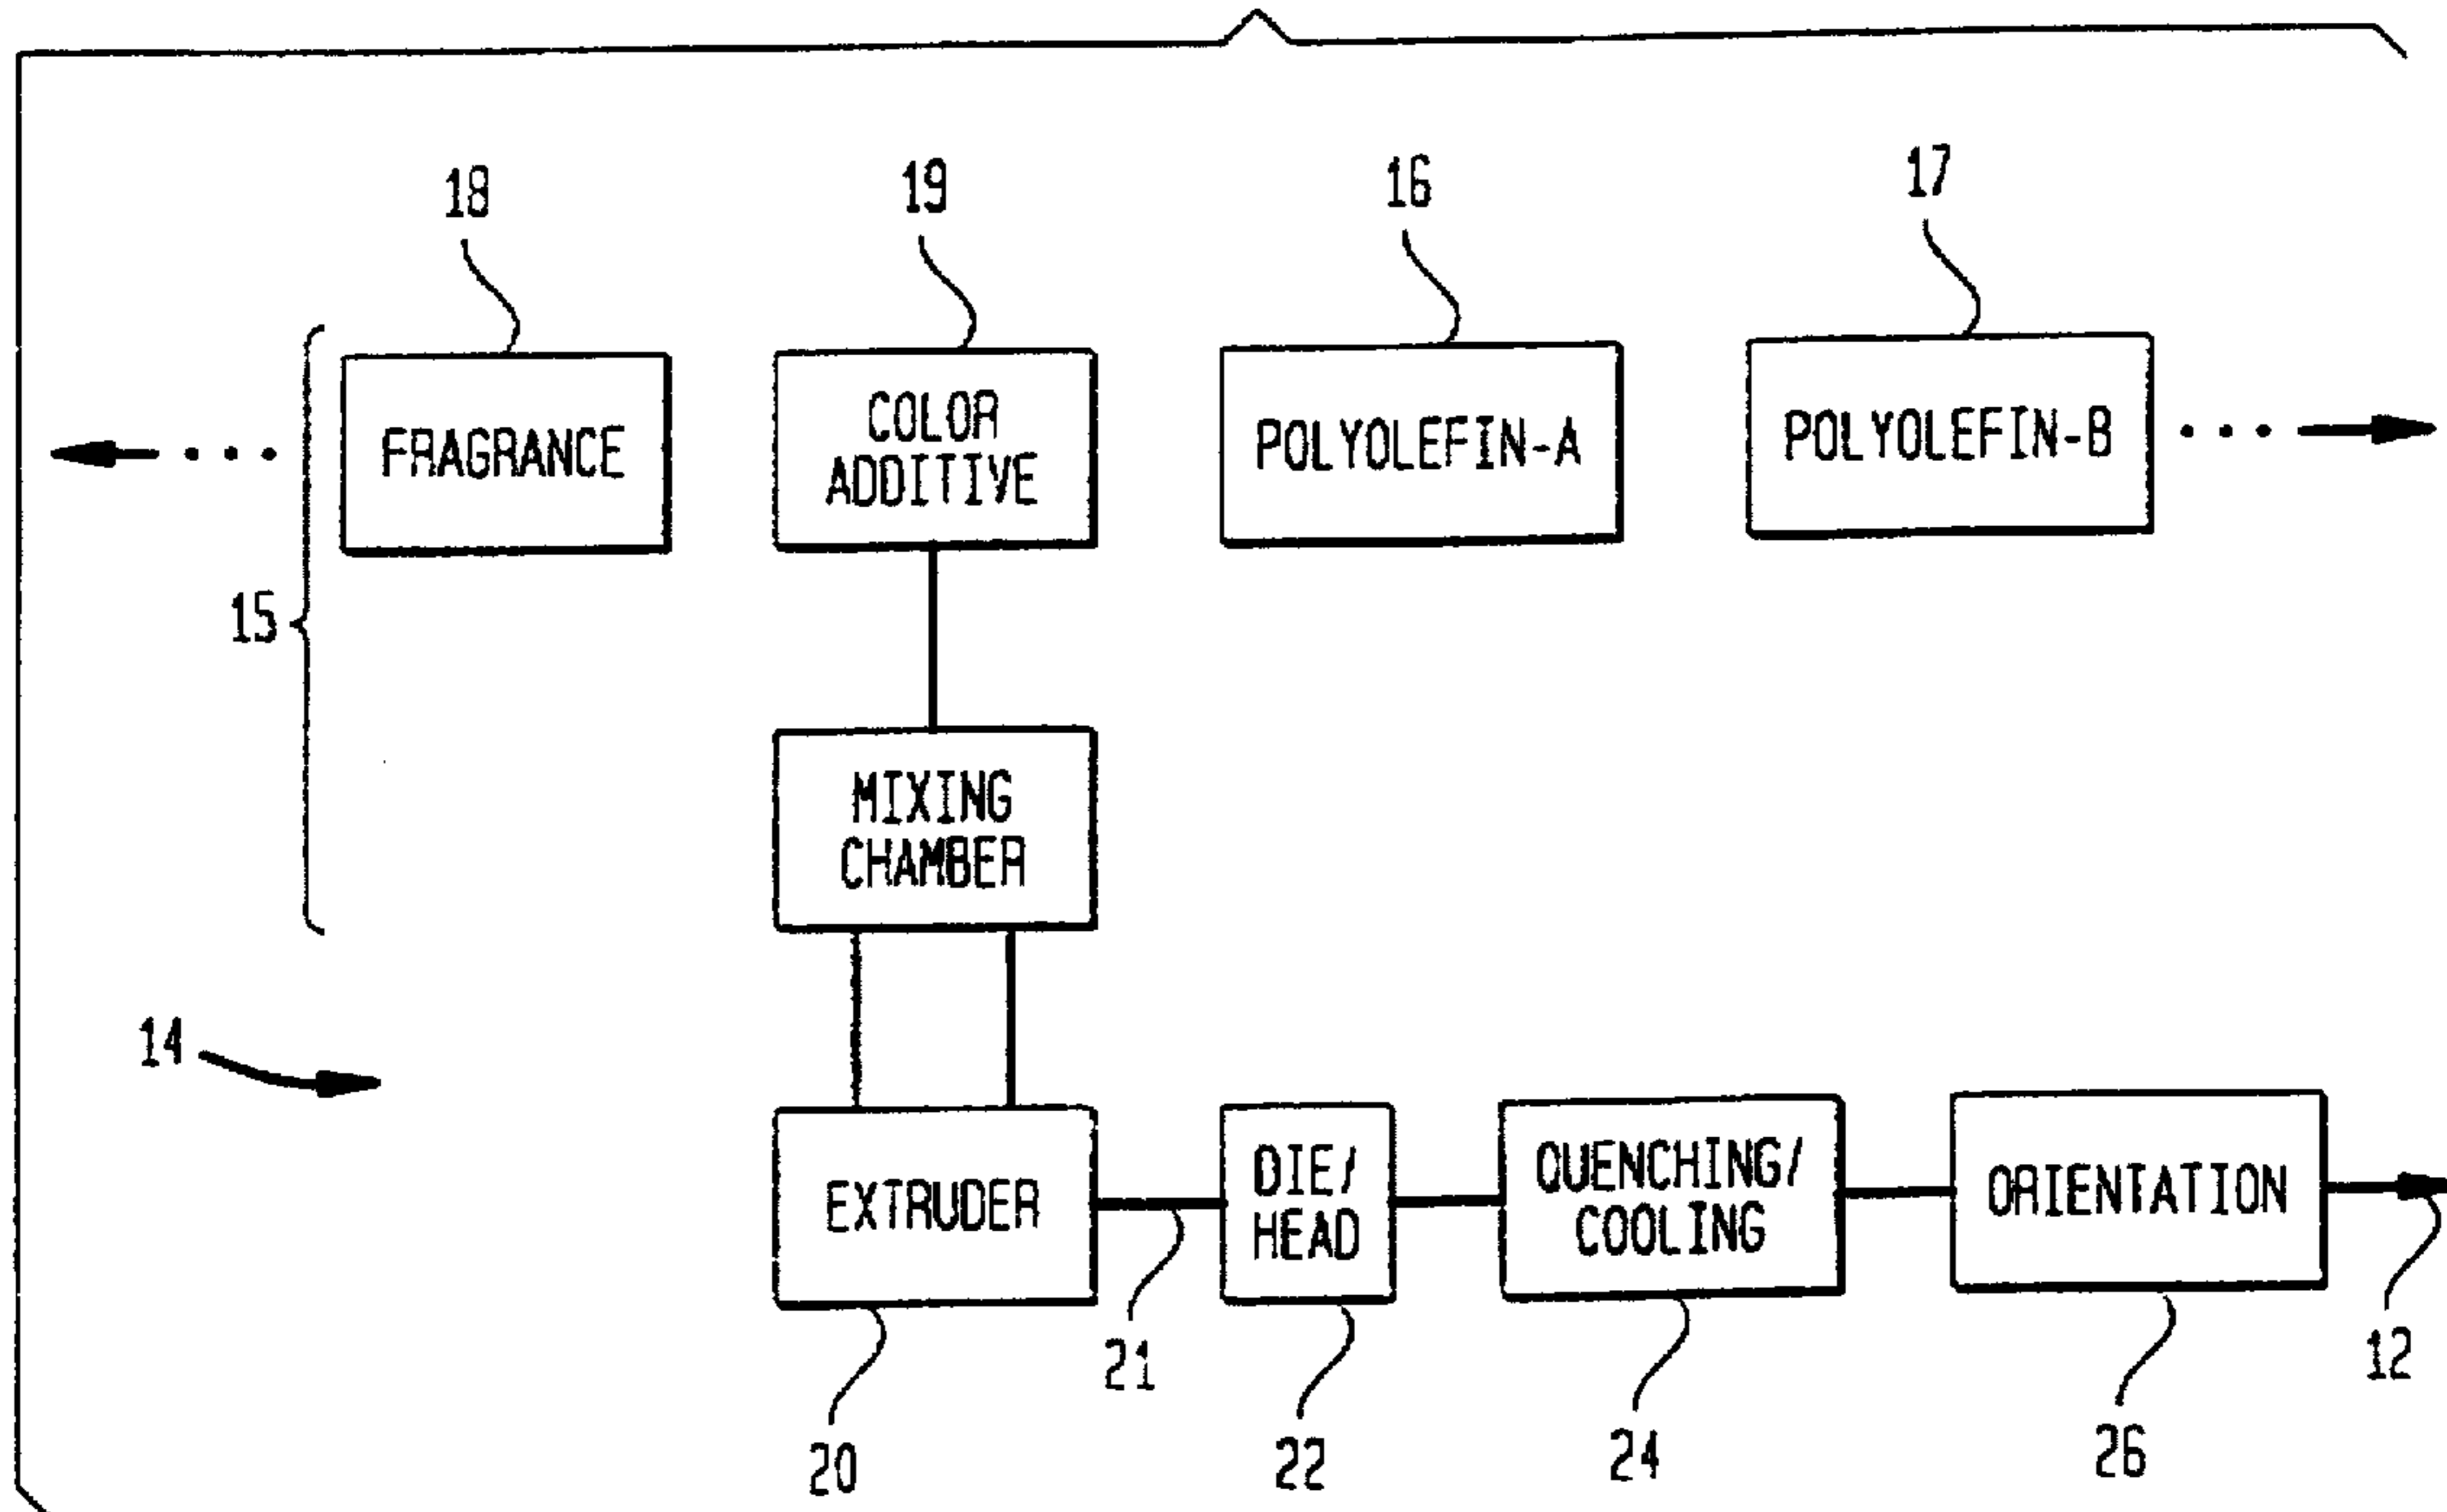 18
19
16
17
FRAGRANCE
COLOR
ADDITIVE
POLYOLEFIN-A
POLYOLEFIN-B
15
MIXING
CHAMBER
14
EXTRUDER
DIE/
HEAD
QUENCHING/
COOLING
ORIENTATION
21
12
20
22
24
26